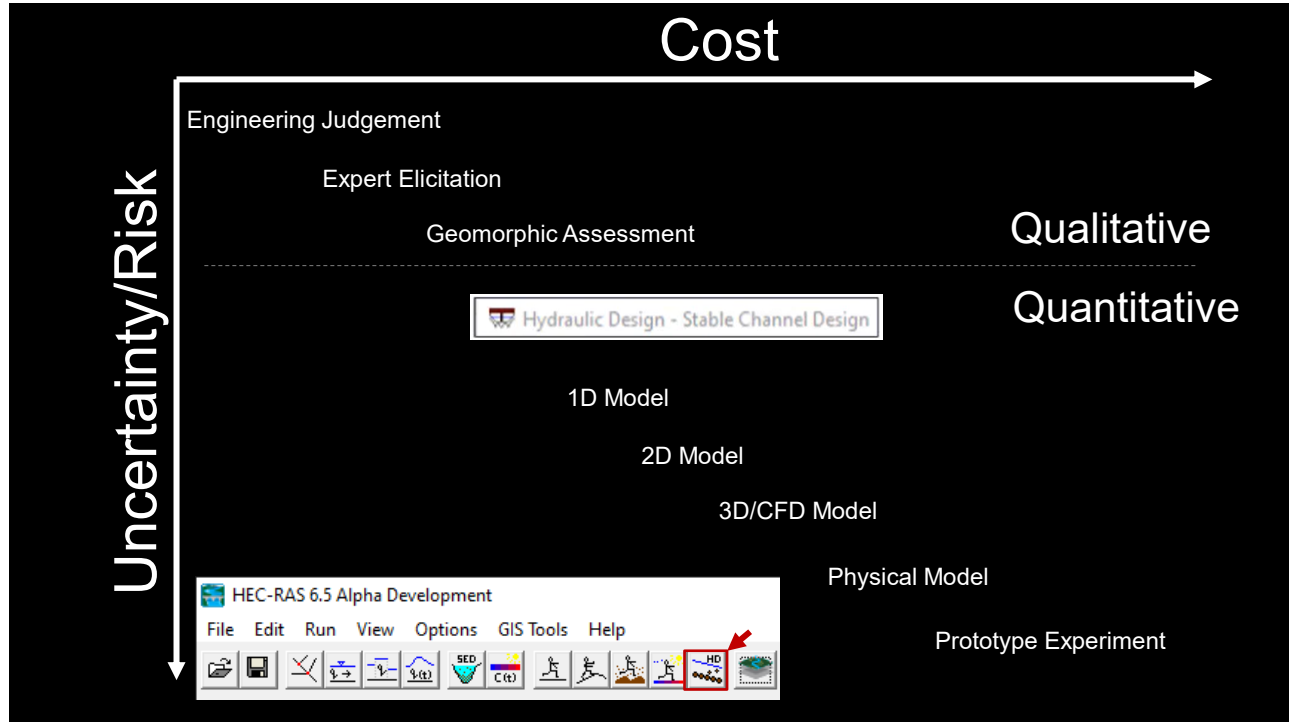 Cost
Engineering Judgement
Expert Elicitation
Geomorphic Assessment
Qualitative
Uncertainty/Risk
Quantitative
Hydraulic Design - Stable Channel Design
1D Model
2D Model
3D/CFD Model
Physical Model
Prototype Experiment
HEC-RAS 6.5 Alpha Development
File Edit Run View Options GIS Tools Help
SED
C(t)
HD